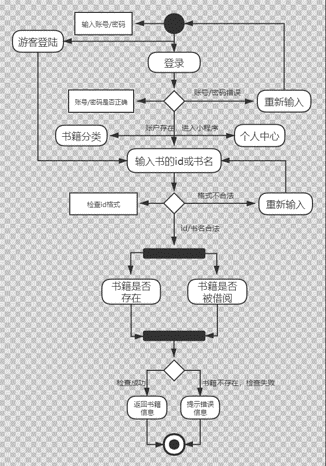 输入账号/密码
游客登陆
登录
账号/密码错误
账号/密码是否正确
重新输入
账户存在，进入小程序
书籍分类
个人中心
输入书的id或书名
格式不合法
检查id格式
重新输入
id/书名合法
书籍是否
存在
书籍是否
被借阅
检查成功
书籍不存在，检查失败
返回书籍
信息
提示错误
信息